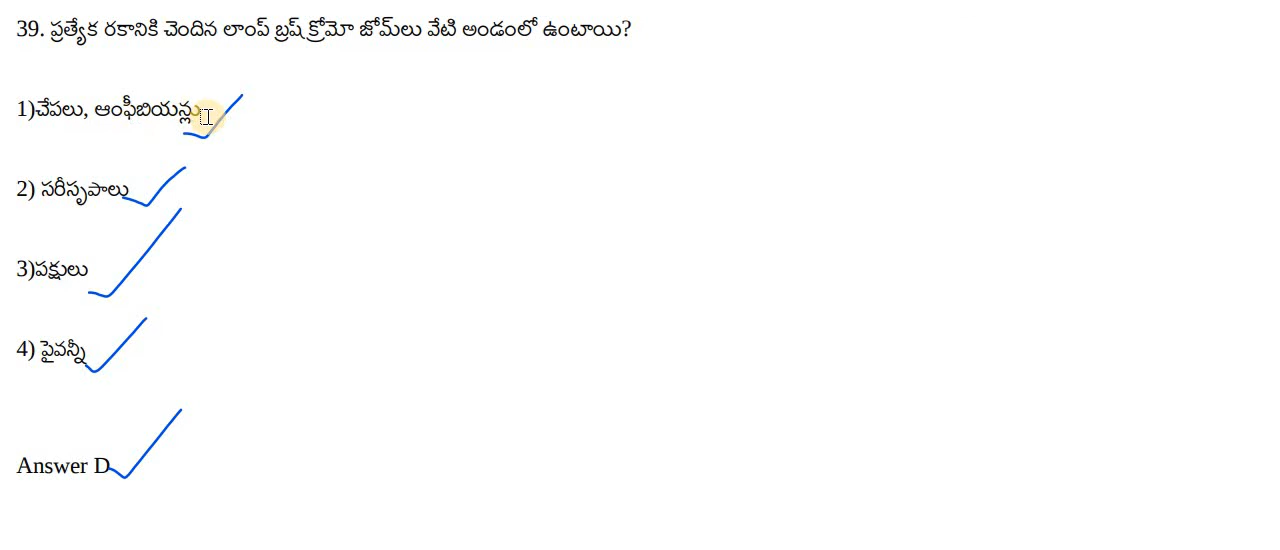 39. ప్రత్యేక రకానికి చెందిన లాంప్ బ్రష్ క్రోమో జోమ్‌లు వేటి అండంలో ఉంటాయి?
1)చేపలు, ఆంఫీబియన్లు
2) సరీసృపాలు
3)పక్షులు
4) పైవన్నీ
Answer D